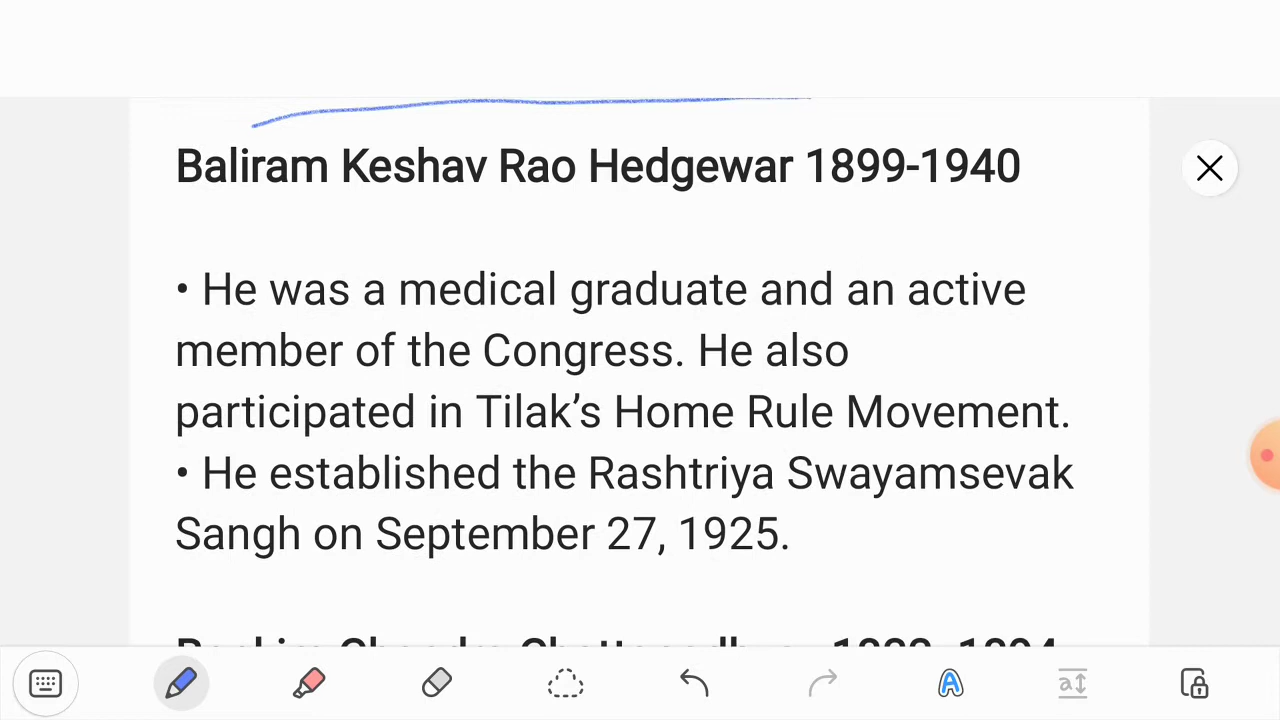 Baliram Keshav Rao Hedgewar 1899-1940
• He was a medical graduate and an active
member of the Congress. He also
participated in Tilak’s Home Rule Movement.
• He established the Rashtriya Swayamsevak
Sangh on September 27, 1925.